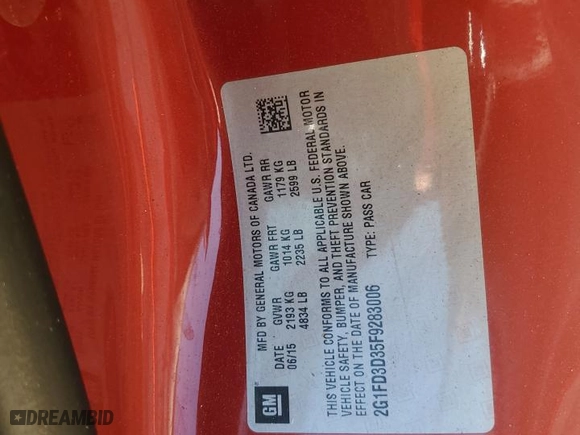 MFD BY GENERAL MOTORS OF CANADA LTD.
DATE GVWR GAWR FRT GAWR RR
06/15 2193 KG 1014 KG 1179 KG
4834 LB 2235 LB 2599 LB
THIS VEHICLE CONFORMS TO ALL APPLICABLE U.S. FEDERAL MOTOR
VEHICLE SAFETY, BUMPER, AND THEFT PREVENTION STANDARDS IN
EFFECT ON THE DATE OF MANUFACTURE SHOWN ABOVE.
2G1FD3D35F9283006 TYPE: PASS CAR
GM
DREAMBID